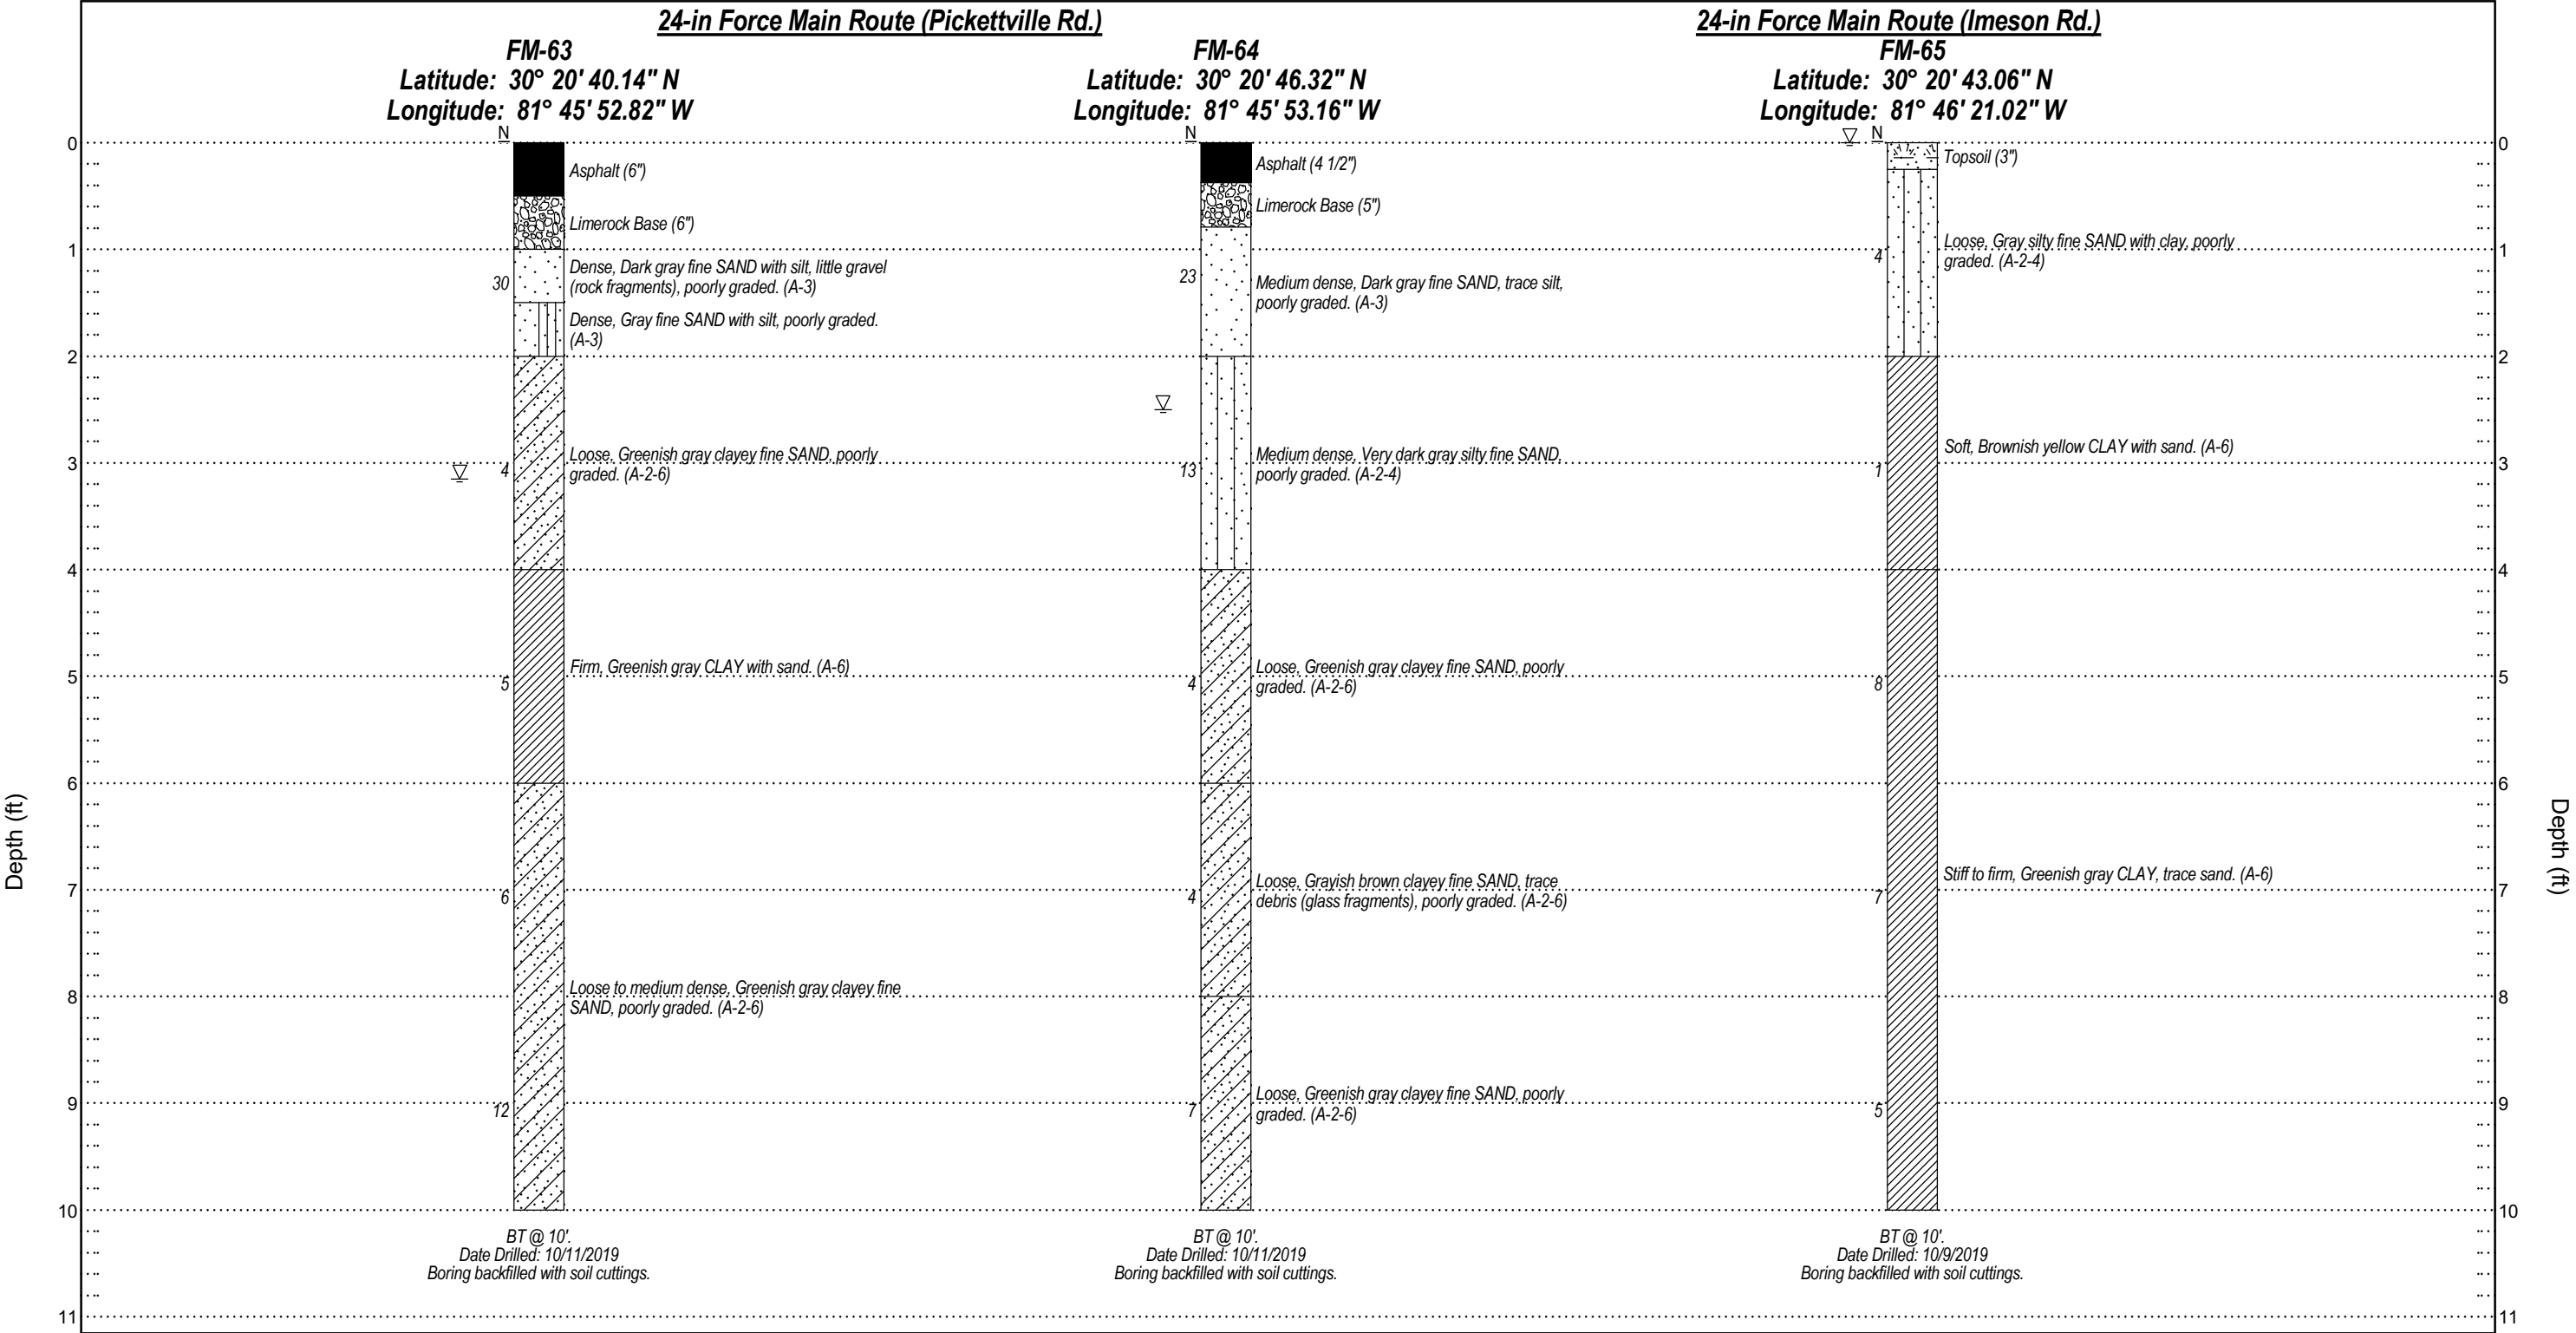 24-in Force Main Route (Pickettville Rd.)
FM-63
Latitude: 30° 20' 40.14" N
Longitude: 81° 45' 52.82" W
FM-64
Latitude: 30° 20' 46.32" N
Longitude: 81° 45' 53.16" W
24-in Force Main Route (Imeson Rd.)
FM-65
Latitude: 30° 20' 43.06" N
Longitude: 81° 46' 21.02" W
Depth (ft)
0
1
2
3
4
5
6
7
8
9
10
11
N
Asphalt (6")
Limerock Base (6")
30
Dense, Dark gray fine SAND with silt, little gravel
(rock fragments), poorly graded. (A-3)
Dense, Gray fine SAND with silt, poorly graded.
(A-3)
4
Loose, Greenish gray clayey fine SAND, poorly
graded. (A-2-6)
5
Firm, Greenish gray CLAY with sand. (A-6)
6
Loose to medium dense, Greenish gray clayey fine
SAND, poorly graded. (A-2-6)
12
BT @ 10'.
Date Drilled: 10/11/2019
Boring backfilled with soil cuttings.
N
Asphalt (4 1/2")
Limerock Base (5")
23
Medium dense, Dark gray fine SAND, trace silt,
poorly graded. (A-3)
13
Medium dense, Very dark gray silty fine SAND,
poorly graded. (A-2-4)
4
Loose, Greenish gray clayey fine SAND, poorly
graded. (A-2-6)
4
Loose, Grayish brown clayey fine SAND, trace
debris (glass fragments), poorly graded. (A-2-6)
7
Loose, Greenish gray clayey fine SAND, poorly
graded. (A-2-6)
BT @ 10'.
Date Drilled: 10/11/2019
Boring backfilled with soil cuttings.
N
Topsoil (3")
4
Loose, Gray silty fine SAND with clay, poorly
graded. (A-2-4)
1
Soft, Brownish yellow CLAY with sand. (A-6)
8
7
Stiff to firm, Greenish gray CLAY, trace sand. (A-6)
5
BT @ 10'.
Date Drilled: 10/9/2019
Boring backfilled with soil cuttings.
0
1
2
3
4
5
6
7
8
9
10
11
Depth (ft)